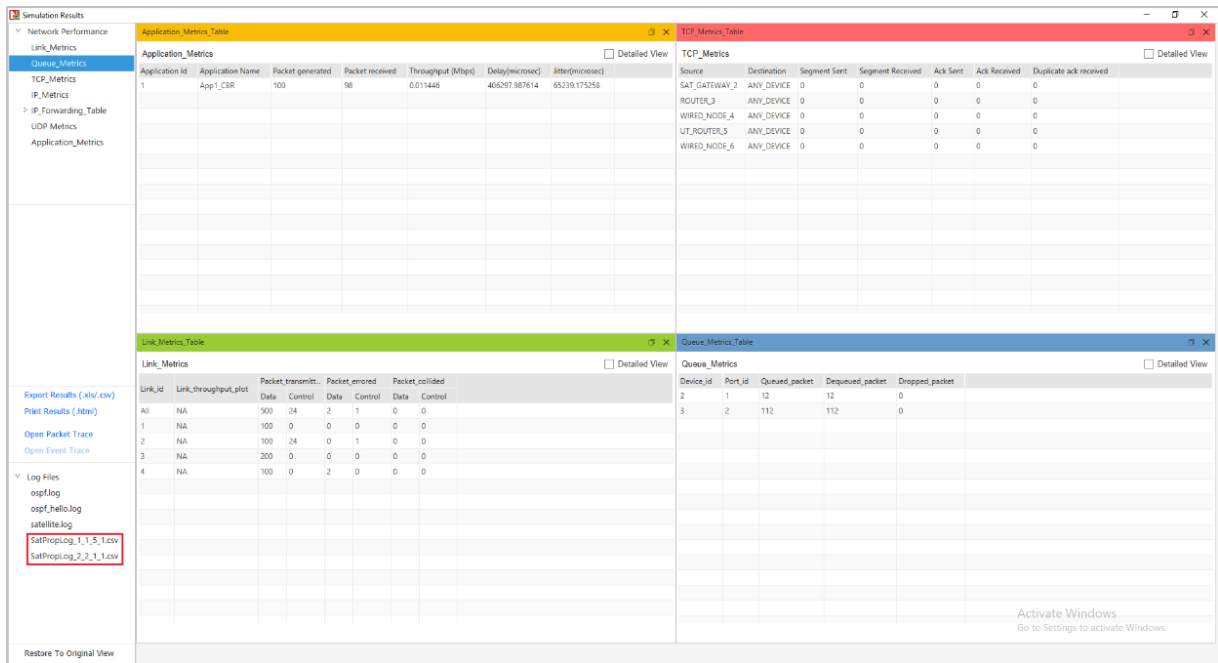 Simulation Results
Network Performance
Link_Metrics
Queue_Metrics
TCP_Metrics
IP_Metrics
IP_Forwarding_Table
UDP Metrics
Application_Metrics
Export Results (.xls/.csv)
Print Results (.html)
Open Packet Trace
Open Event Trace
Log Files
ospf.log
ospf_hello.log
satellite.log
SatPropLog_1_1_5_1.csv
SatPropLog_2_2_1_1.csv
Restore To Original View
Application_Metrics_Table
Application_Metrics Detailed View
Application Id Application Name Packet generated Packet received Throughput (Mbps) Delay(microsec) Jitter(microsec)
1 App1_CBR 100 98 0.011446 406297.987614 65239.175258
TCP_Metrics_Table
TCP_Metrics Detailed View
Source Destination Segment Sent Segment Received Ack Sent Ack Received Duplicate ack received
SAT_GATEWAY_2 ANY_DEVICE 0 0 0 0 0
ROUTER_3 ANY_DEVICE 0 0 0 0 0
WIRED_NODE_4 ANY_DEVICE 0 0 0 0 0
UT_ROUTER_5 ANY_DEVICE 0 0 0 0 0
WIRED_NODE_6 ANY_DEVICE 0 0 0 0 0
Link_Metrics_Table
Link_Metrics Detailed View
Link_id Link_throughput_plot Packet_transmitt... Packet_errored Packet_collided
Data Control Data Control Data Control
All NA 500 24 2 1 0 0
1 NA 100 0 0 0 0 0
2 NA 100 24 0 1 0 0
3 NA 200 0 0 0 0 0
4 NA 100 0 2 0 0 0
Queue_Metrics_Table
Queue_Metrics Detailed View
Device_id Port_id Queued_packet Dequeued_packet Dropped_packet
2 1 12 12 0
3 2 112 112 0
Activate Windows
Go to Settings to activate Windows.